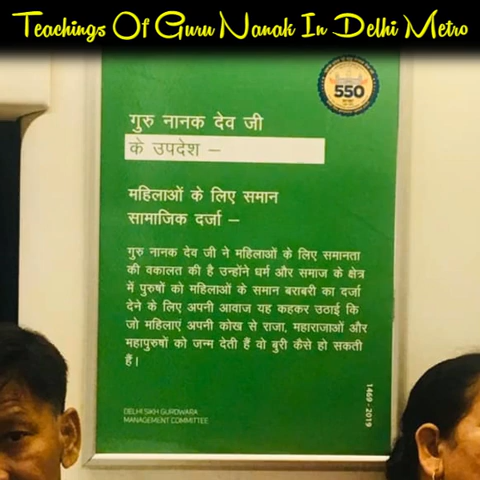 Teachings Of Guru Nanak In Delhi Metro
550
गुरु नानक देव जी
के उपदेश –
महिलाओं के लिए समान
सामाजिक दर्जा –
गुरु नानक देव जी ने महिलाओं के लिए समानता
की वकालत की है उन्होंने धर्म और समाज के क्षेत्र
में पुरुषों को महिलाओं के समान बराबरी का दर्जा
देने के लिए अपनी आवाज यह कहकर उठाई कि
जो महिलाएं अपनी कोख से राजा, महाराजाओं और
महापुरुषों को जन्म देती हैं वो बुरी कैसे हो सकती
हैं।
DELHI SIKH GURDWARA
MANAGEMENT COMMITTEE
1469 - 2019